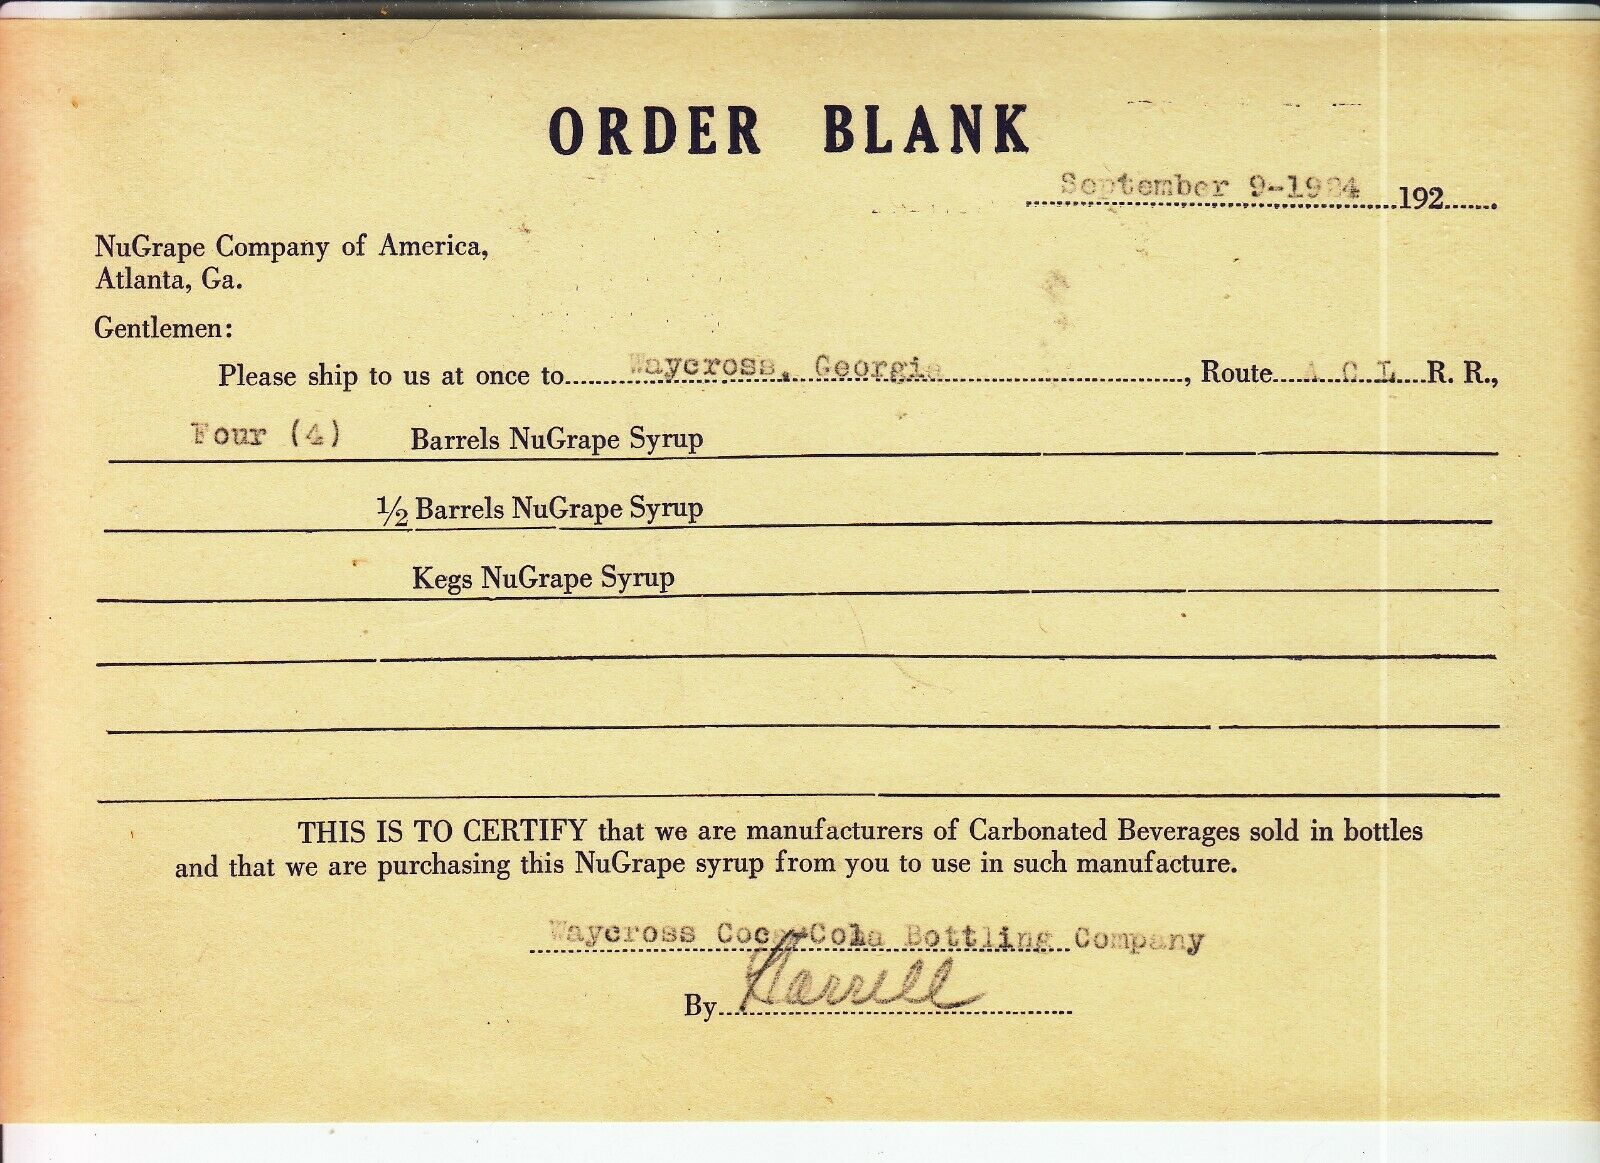 ORDER BLANK
September 9-1924 192
NuGrape Company of America,
Atlanta, Ga.
Gentlemen:
Please ship to us at once to Waycross, Georgia, Route A C L R. R.,
Four (4) Barrels NuGrape Syrup
½ Barrels NuGrape Syrup
Kegs NuGrape Syrup
THIS IS TO CERTIFY that we are manufacturers of Carbonated Beverages sold in bottles
and that we are purchasing this NuGrape syrup from you to use in such manufacture.
Waycross Coca-Cola Bottling Company
By Harrell